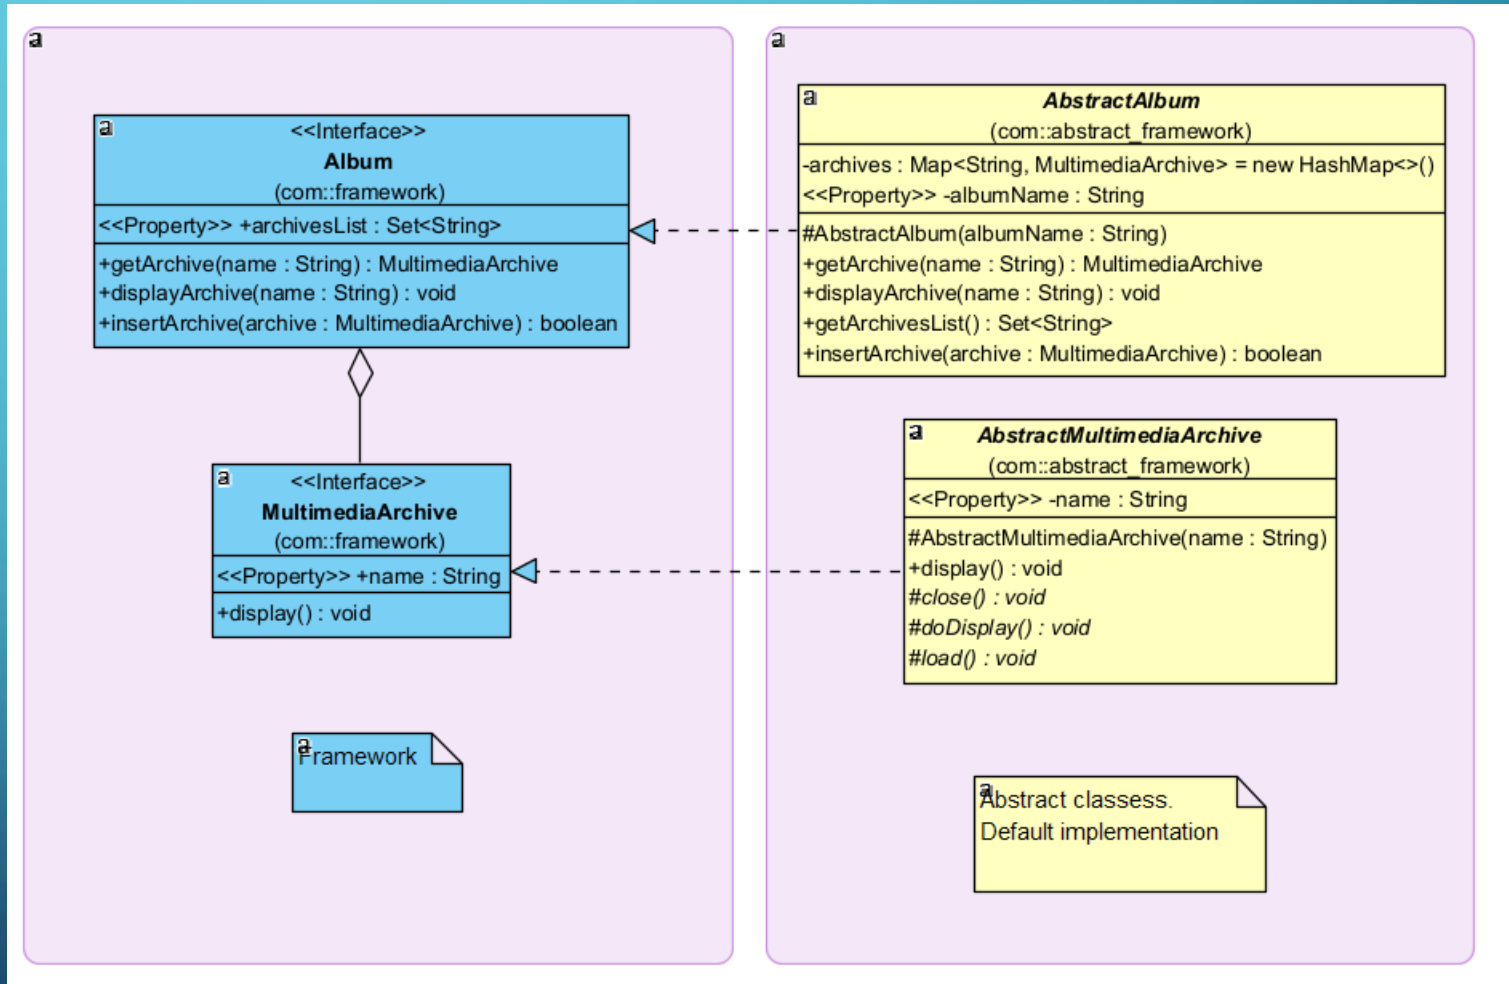 a
a
<<Interface>>
Album
(com::framework)
<<Property>> +archivesList : Set<String>
+getArchive(name : String) : MultimediaArchive
+displayArchive(name : String) : void
+insertArchive(archive : MultimediaArchive) : boolean
a
<<Interface>>
MultimediaArchive
(com::framework)
<<Property>> +name : String
+display() : void
a
Framework
a
a
AbstractAlbum
(com::abstract_framework)
-archives : Map<String, MultimediaArchive> = new HashMap<>()
<<Property>> -albumName : String
#AbstractAlbum(albumName : String)
+getArchive(name : String) : MultimediaArchive
+displayArchive(name : String) : void
+getArchivesList() : Set<String>
+insertArchive(archive : MultimediaArchive) : boolean
a
AbstractMultimediaArchive
(com::abstract_framework)
<<Property>> -name : String
#AbstractMultimediaArchive(name : String)
+display() : void
#close() : void
#doDisplay() : void
#load() : void
a
Abstract classess.
Default implementation